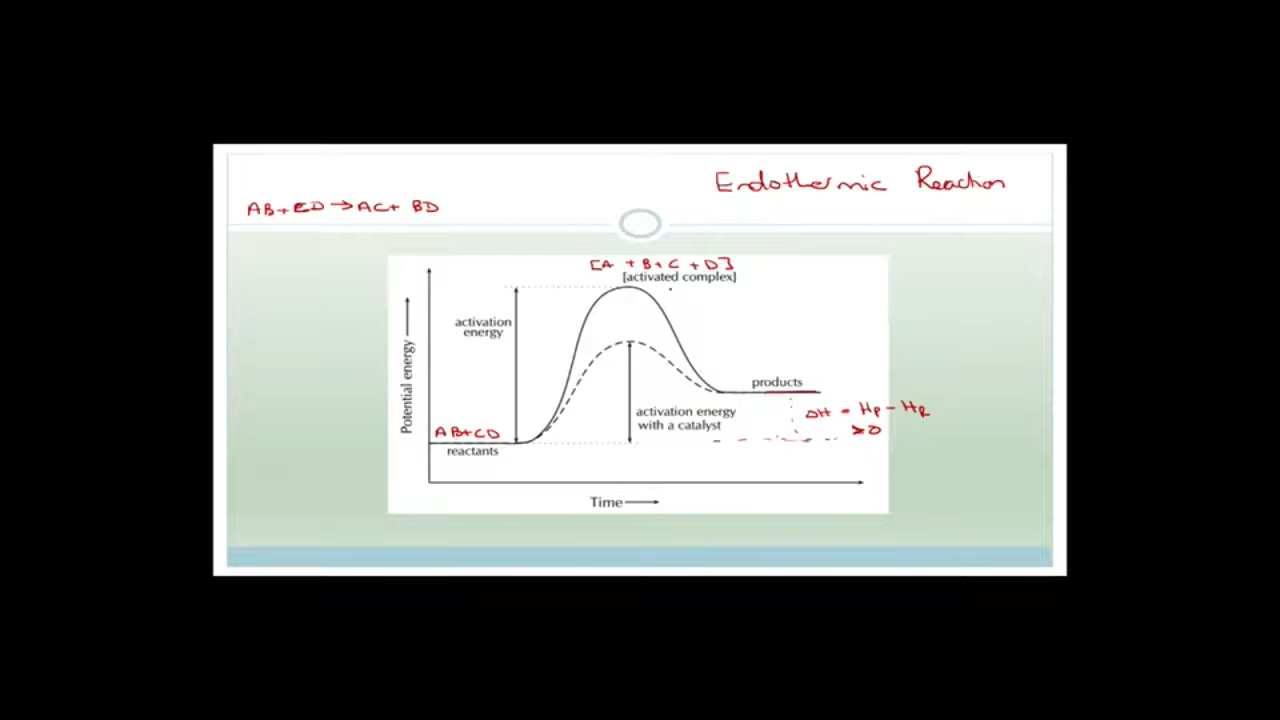 Endothermic Reaction
AB + CD → AC + BD
[A + B + C + D]
[activated complex]
activation
energy
Potential energy
products
activation energy
with a catalyst
ΔH = Hp - HR
>0
AB+CD
reactants
Time